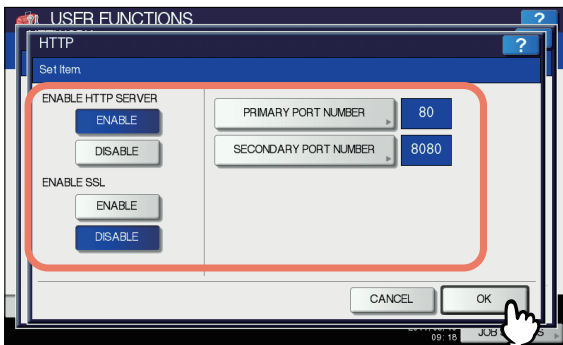 USER FUNCTIONS
?
HTTP
?
Set Item.
ENABLE HTTP SERVER
ENABLE
DISABLE
ENABLE SSL
ENABLE
DISABLE
PRIMARY PORT NUMBER
80
SECONDARY PORT NUMBER
8080
CANCEL
OK
09:18
JOB